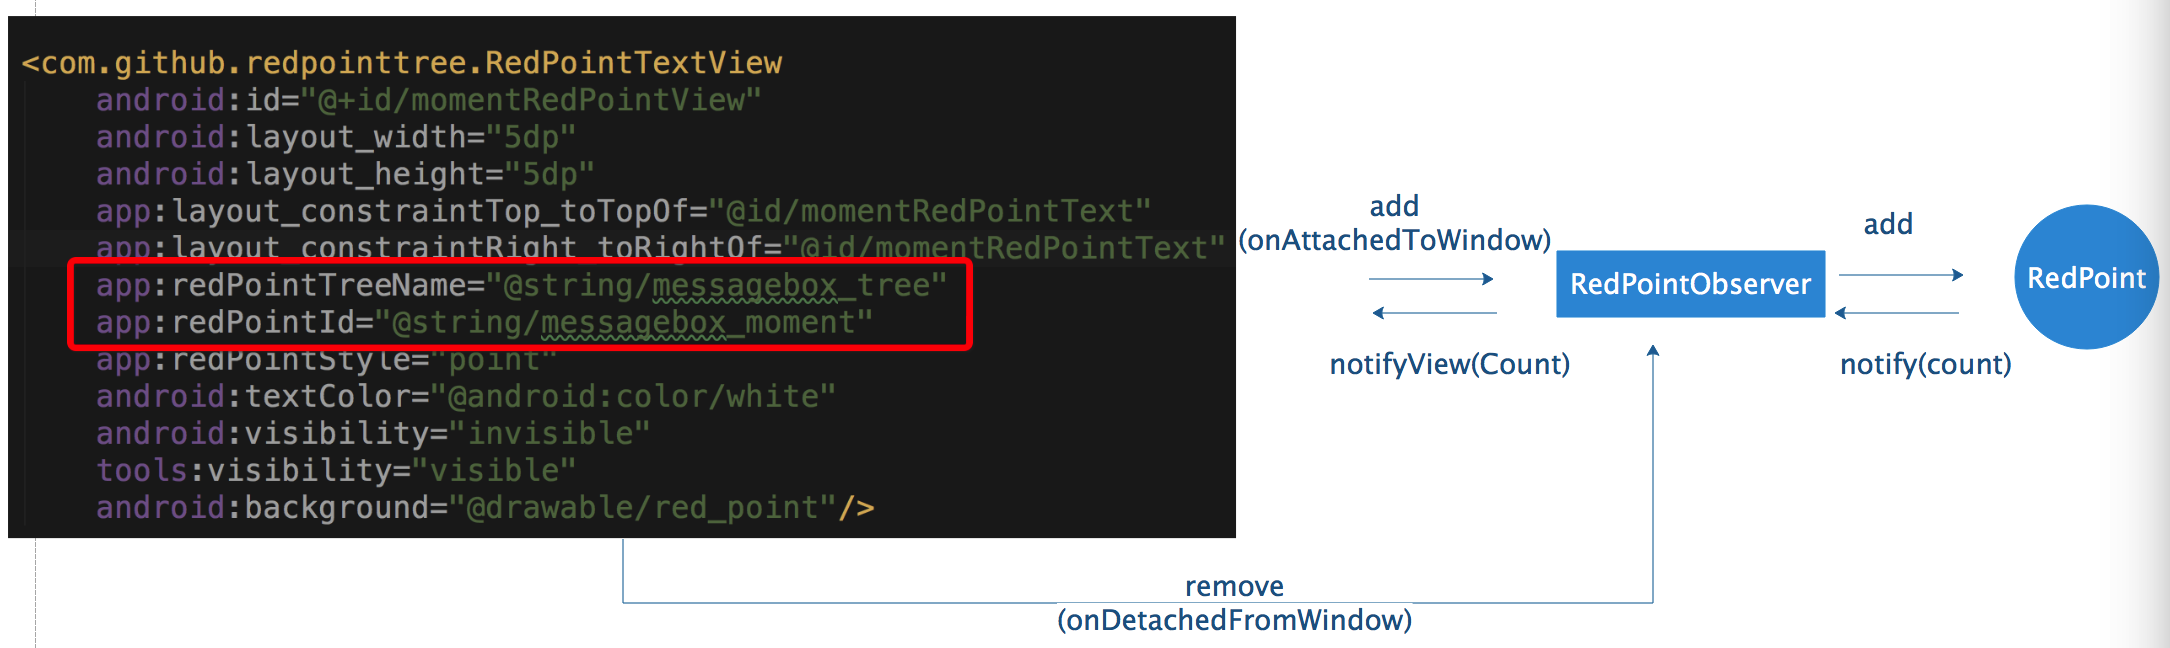 <com.github.redpointtree.RedPointTextView
android:id="@+id/momentRedPointView"
android:layout_width="5dp"
android:layout_height="5dp"
app:layout_constraintTop_toTopOf="@id/momentRedPointText"
app:layout_constraintRight_toRightOf="@id/momentRedPointText"
app:redPointTreeName="@string/messagebox_tree"
app:redPointId="@string/messagebox_moment"
app:redPointStyle="point"
android:textColor="@android:color/white"
android:visibility="invisible"
tools:visibility="visible"
android:background="@drawable/red_point"/>
add
(onAttachedToWindow)
notifyView(Count)
RedPointObserver
add
notify(count)
RedPoint
remove
(onDetachedFromWindow)